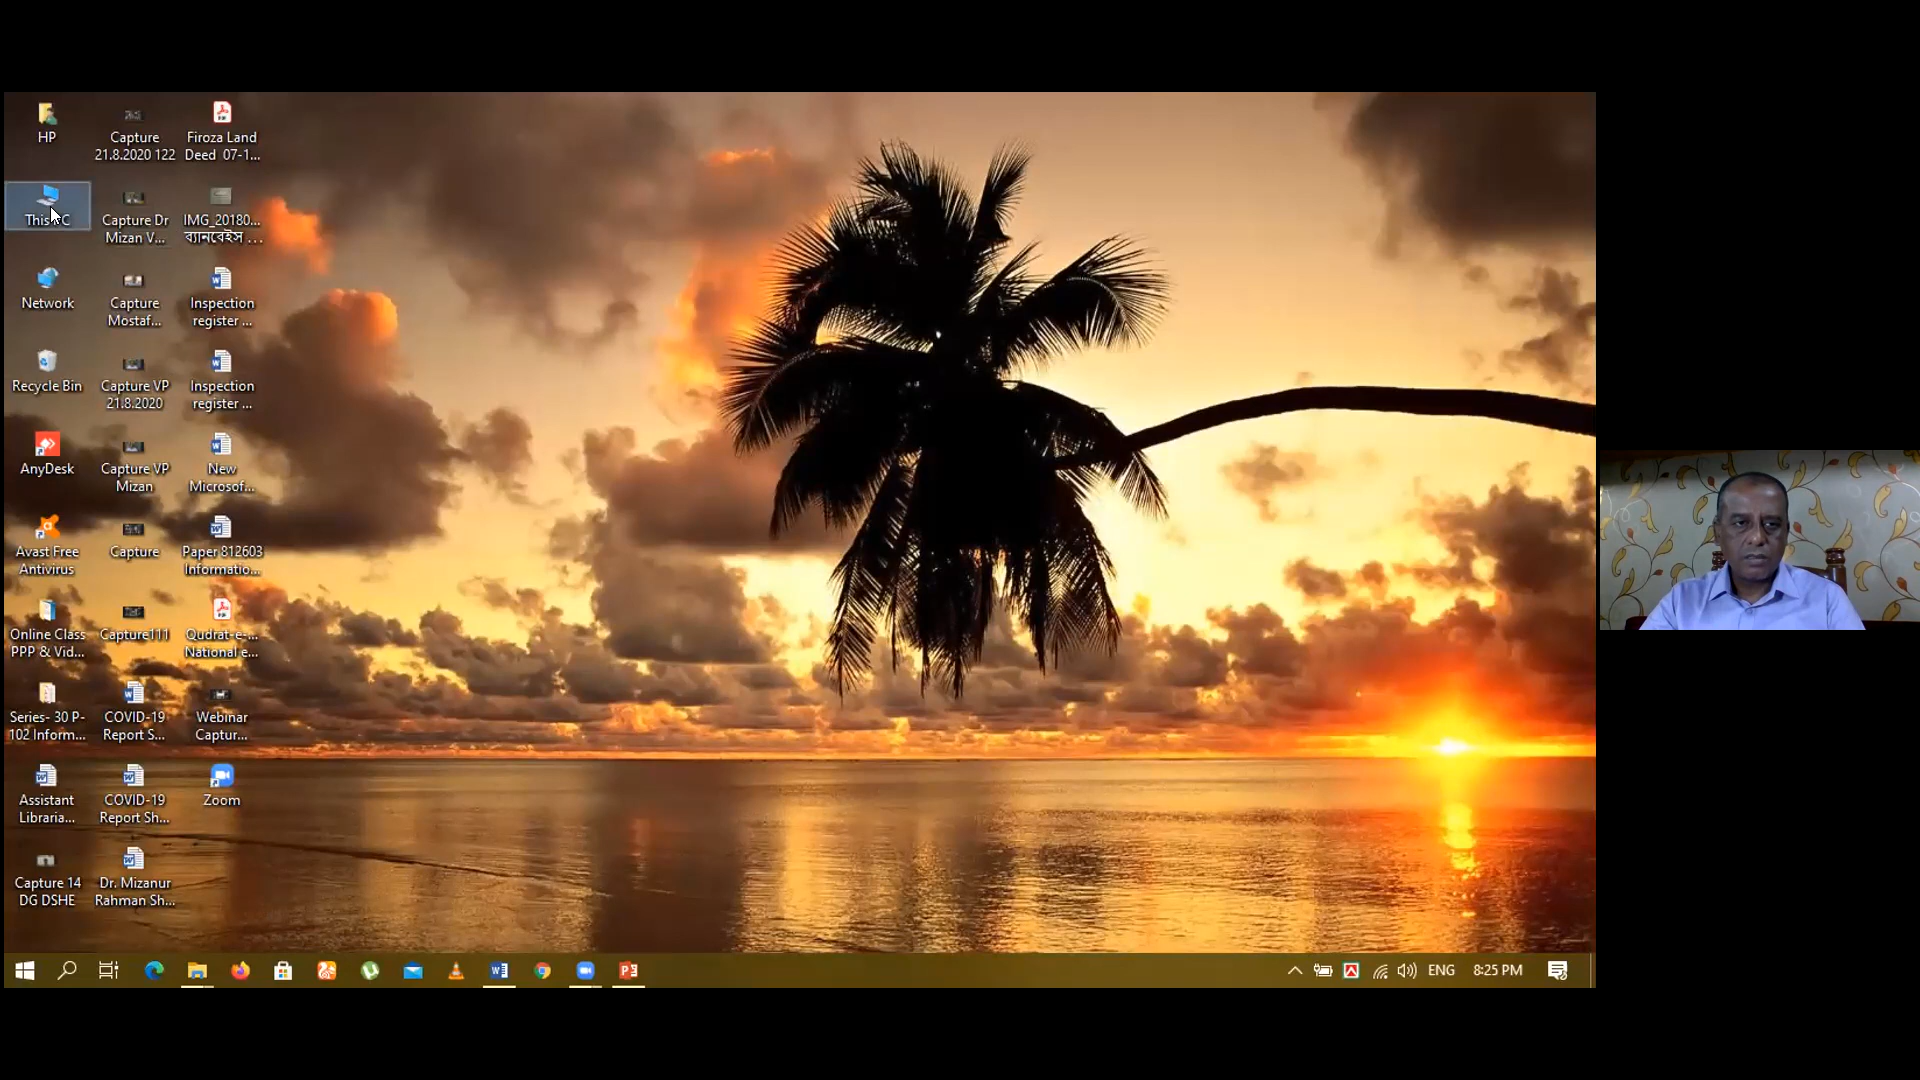 HP
Capture
21.8.2020 122
Firoza Land
Deed 07-1...
Capture Dr
Mizan V...
IMG_20180...
ব্যানবেইস ...
Network
Capture
Mostaf...
Inspection
register ...
Recycle Bin
Capture VP
21.8.2020
Inspection
register ...
AnyDesk
Capture VP
Mizan
New
Microsof...
Avast Free
Antivirus
Capture
Paper 812603
Informatio...
Online Class
PPP & Vid...
Capture111
Qudrat-e-...
National e...
Series- 30 P-
102 Inform...
COVID-19
Report S...
Webinar
Captur...
Assistant
Libraria...
COVID-19
Report Sh...
Zoom
Capture 14
DG DSHE
Dr. Mizanur
Rahman Sh...
ENG
8:25 PM